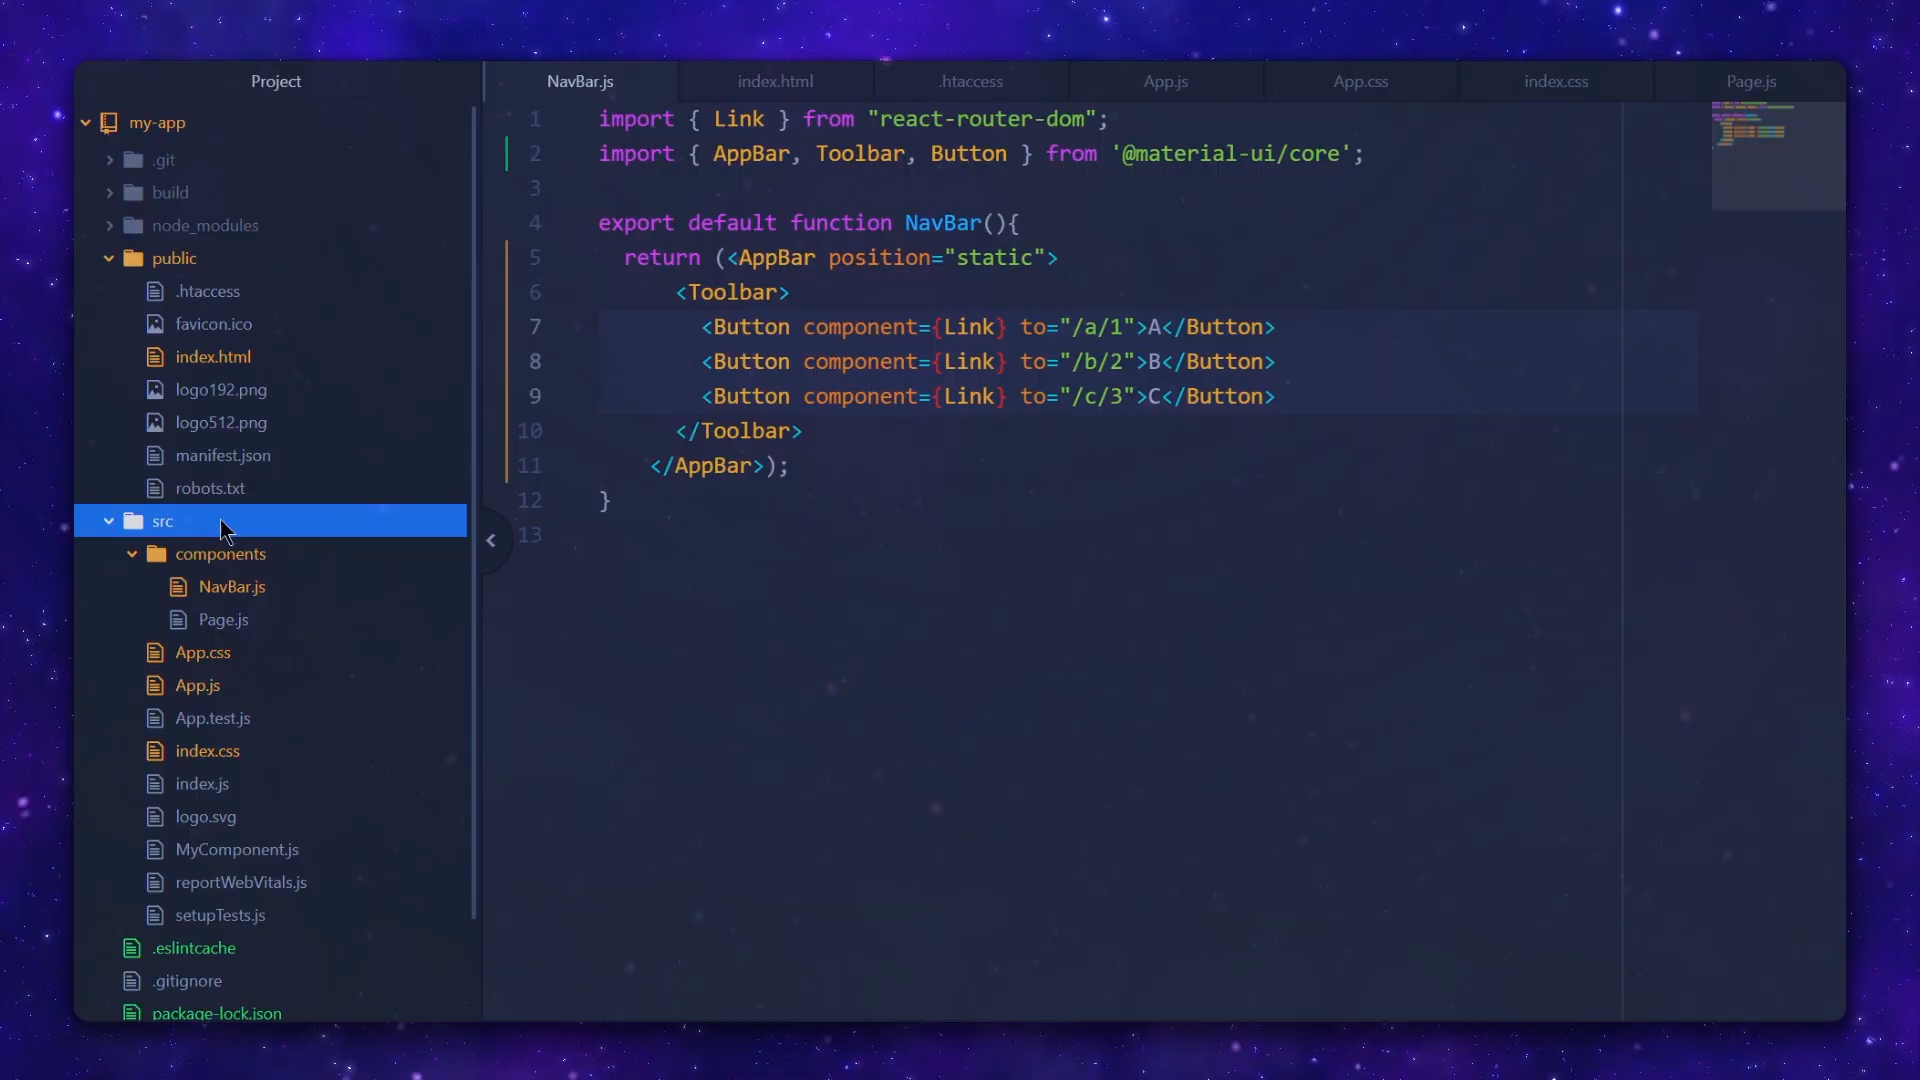 Project
my-app
.git
build
node_modules
public
.htaccess
favicon.ico
index.html
logo192.png
logo512.png
manifest.json
robots.txt
src
components
NavBar.js
Page.js
App.css
App.js
App.test.js
index.css
index.js
logo.svg
MyComponent.js
reportWebVitals.js
setupTests.js
.eslintcache
.gitignore
package-lock.json
NavBar.js index.html .htaccess App.js App.css index.css Page.js
1 import { Link } from "react-router-dom";
2 import { AppBar, Toolbar, Button } from '@material-ui/core';
3
4 export default function NavBar(){
5 return (<AppBar position="static">
6 <Toolbar>
7 <Button component={Link} to="/a/1">A</Button>
8 <Button component={Link} to="/b/2">B</Button>
9 <Button component={Link} to="/c/3">C</Button>
10 </Toolbar>
11 </AppBar>);
12 }
13